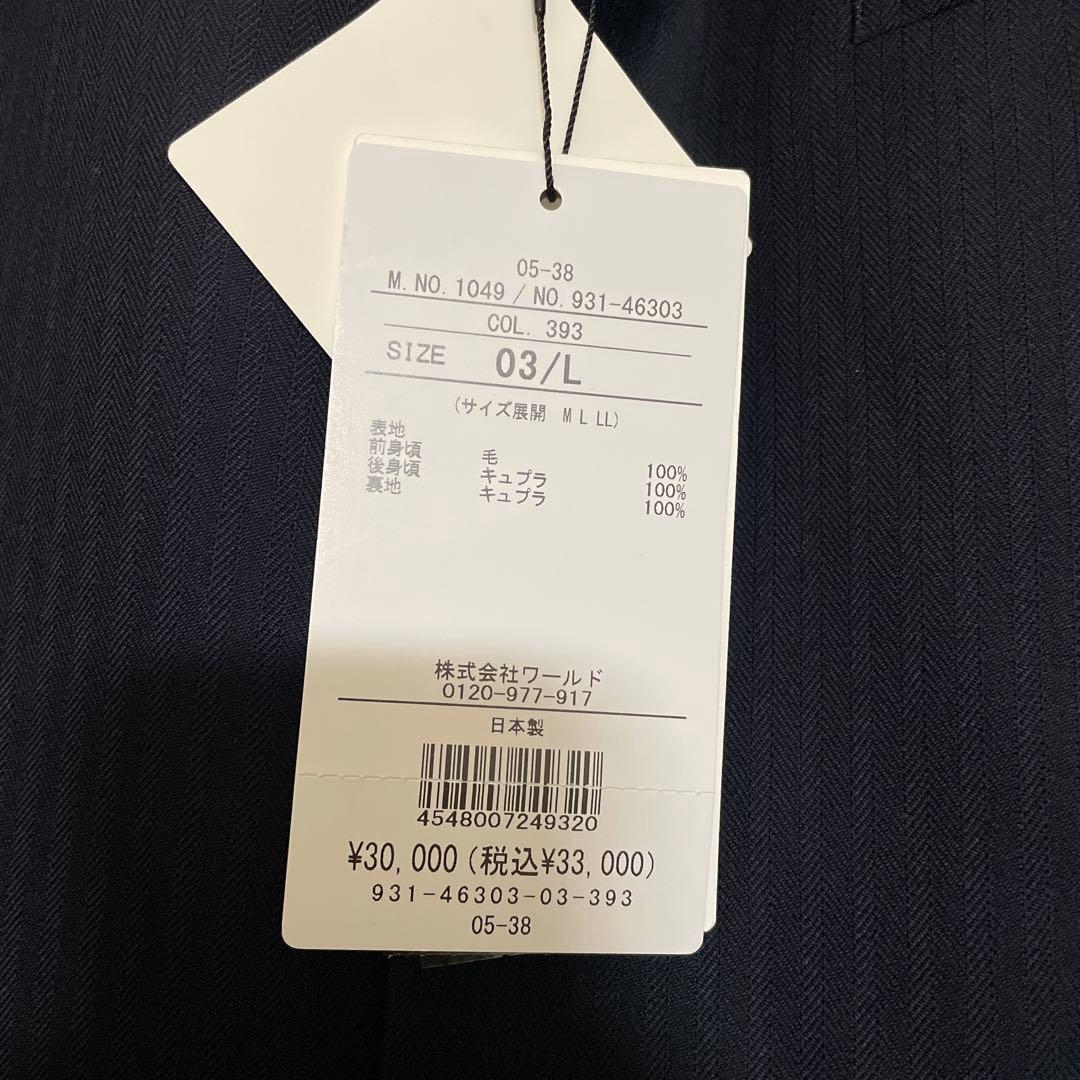 05-38
M. NO. 1049 / NO. 931-46303
COL. 393
SIZE 03/L
(サイズ展開 M L LL)
表地
前身頃 毛 100%
後身頃 キュプラ 100%
裏地 キュプラ 100%
株式会社ワールド
0120-977-917
日本製
4548007249320
¥30,000(税込¥33,000)
931-46303-03-393
05-38